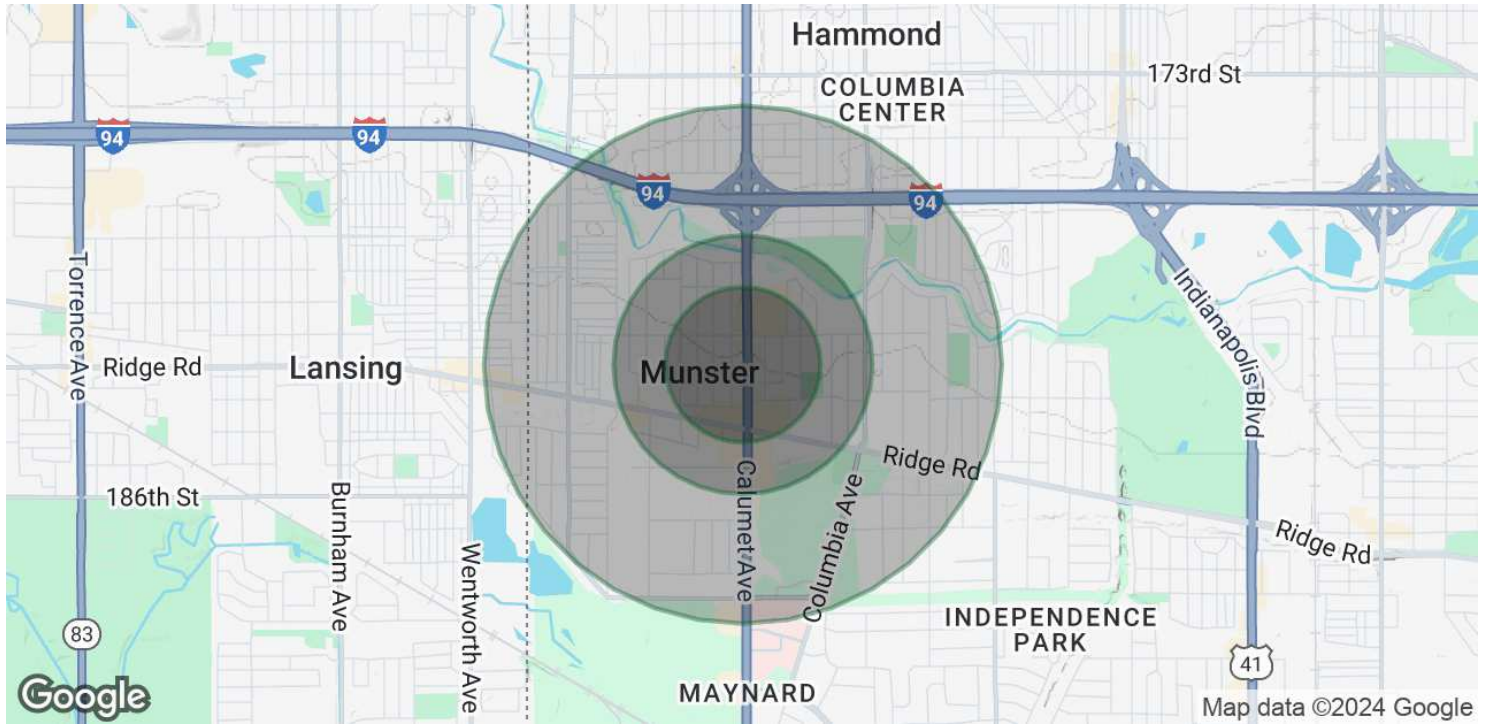 Hammond
COLUMBIA
CENTER
173rd St
94
94
94
94
Torrence Ave
Ridge Rd
Lansing
Munster
Indianapolis Blvd
Ridge Rd
186th St
Burnham Ave
Wentworth Ave
Calumet Ave
Columbia Ave
Ridge Rd
INDEPENDENCE
PARK
83
41
MAYNARD
Google
Map data ©2024 Google